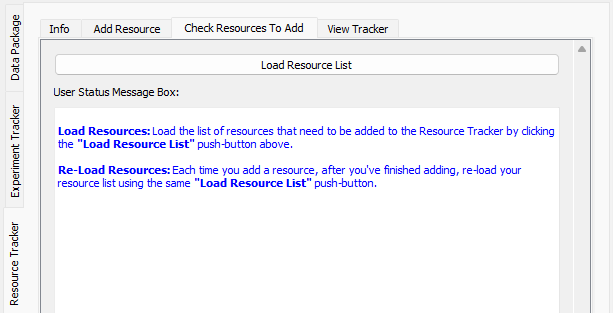 Info
Add Resource
Check Resources To Add
View Tracker
Data Package
Experiment Tracker
Resource Tracker
Load Resource List
User Status Message Box:
Load Resources: Load the list of resources that need to be added to the Resource Tracker by clicking
the "Load Resource List" push-button above.
Re-Load Resources: Each time you add a resource, after you've finished adding, re-load your
resource list using the same "Load Resource List" push-button.